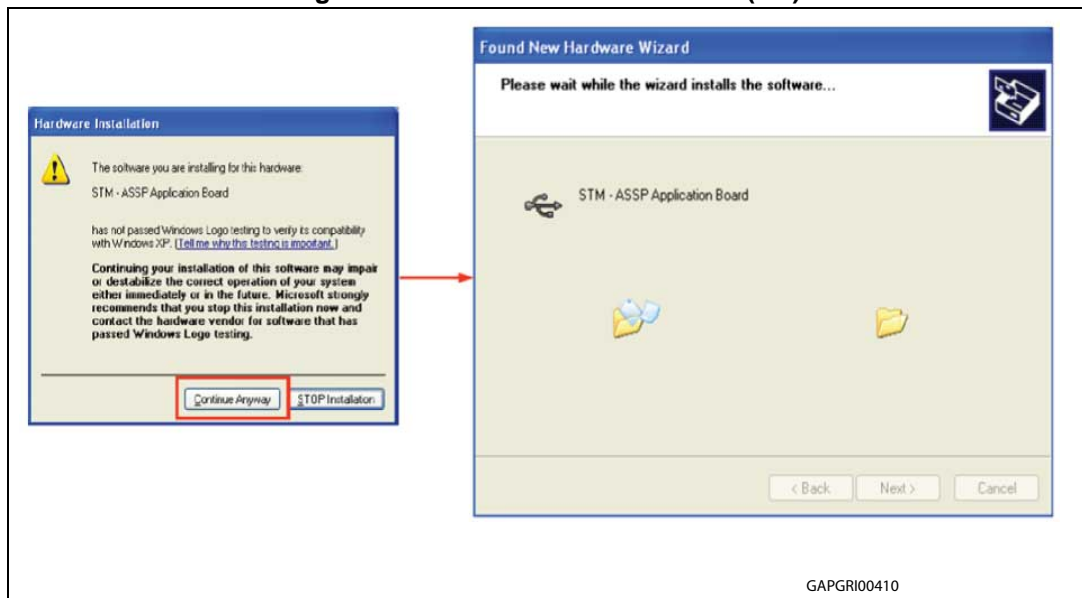 Hardware Installation
The software you are installing for this hardware:
STM - ASSP Application Board
has not passed Windows Logo testing to verify its compatibility
with Windows XP. (Tell me why this testing is important.)
Continuing your installation of this software may impair
or destabilize the correct operation of your system
either immediately or in the future. Microsoft strongly
recommends that you stop this installation now and
contact the hardware vendor for software that has
passed Windows Logo testing.
Continue Anyway
STOP Installation
Found New Hardware Wizard
Please wait while the wizard installs the software...
STM - ASSP Application Board
< Back
Next >
Cancel
GAPGRI00410